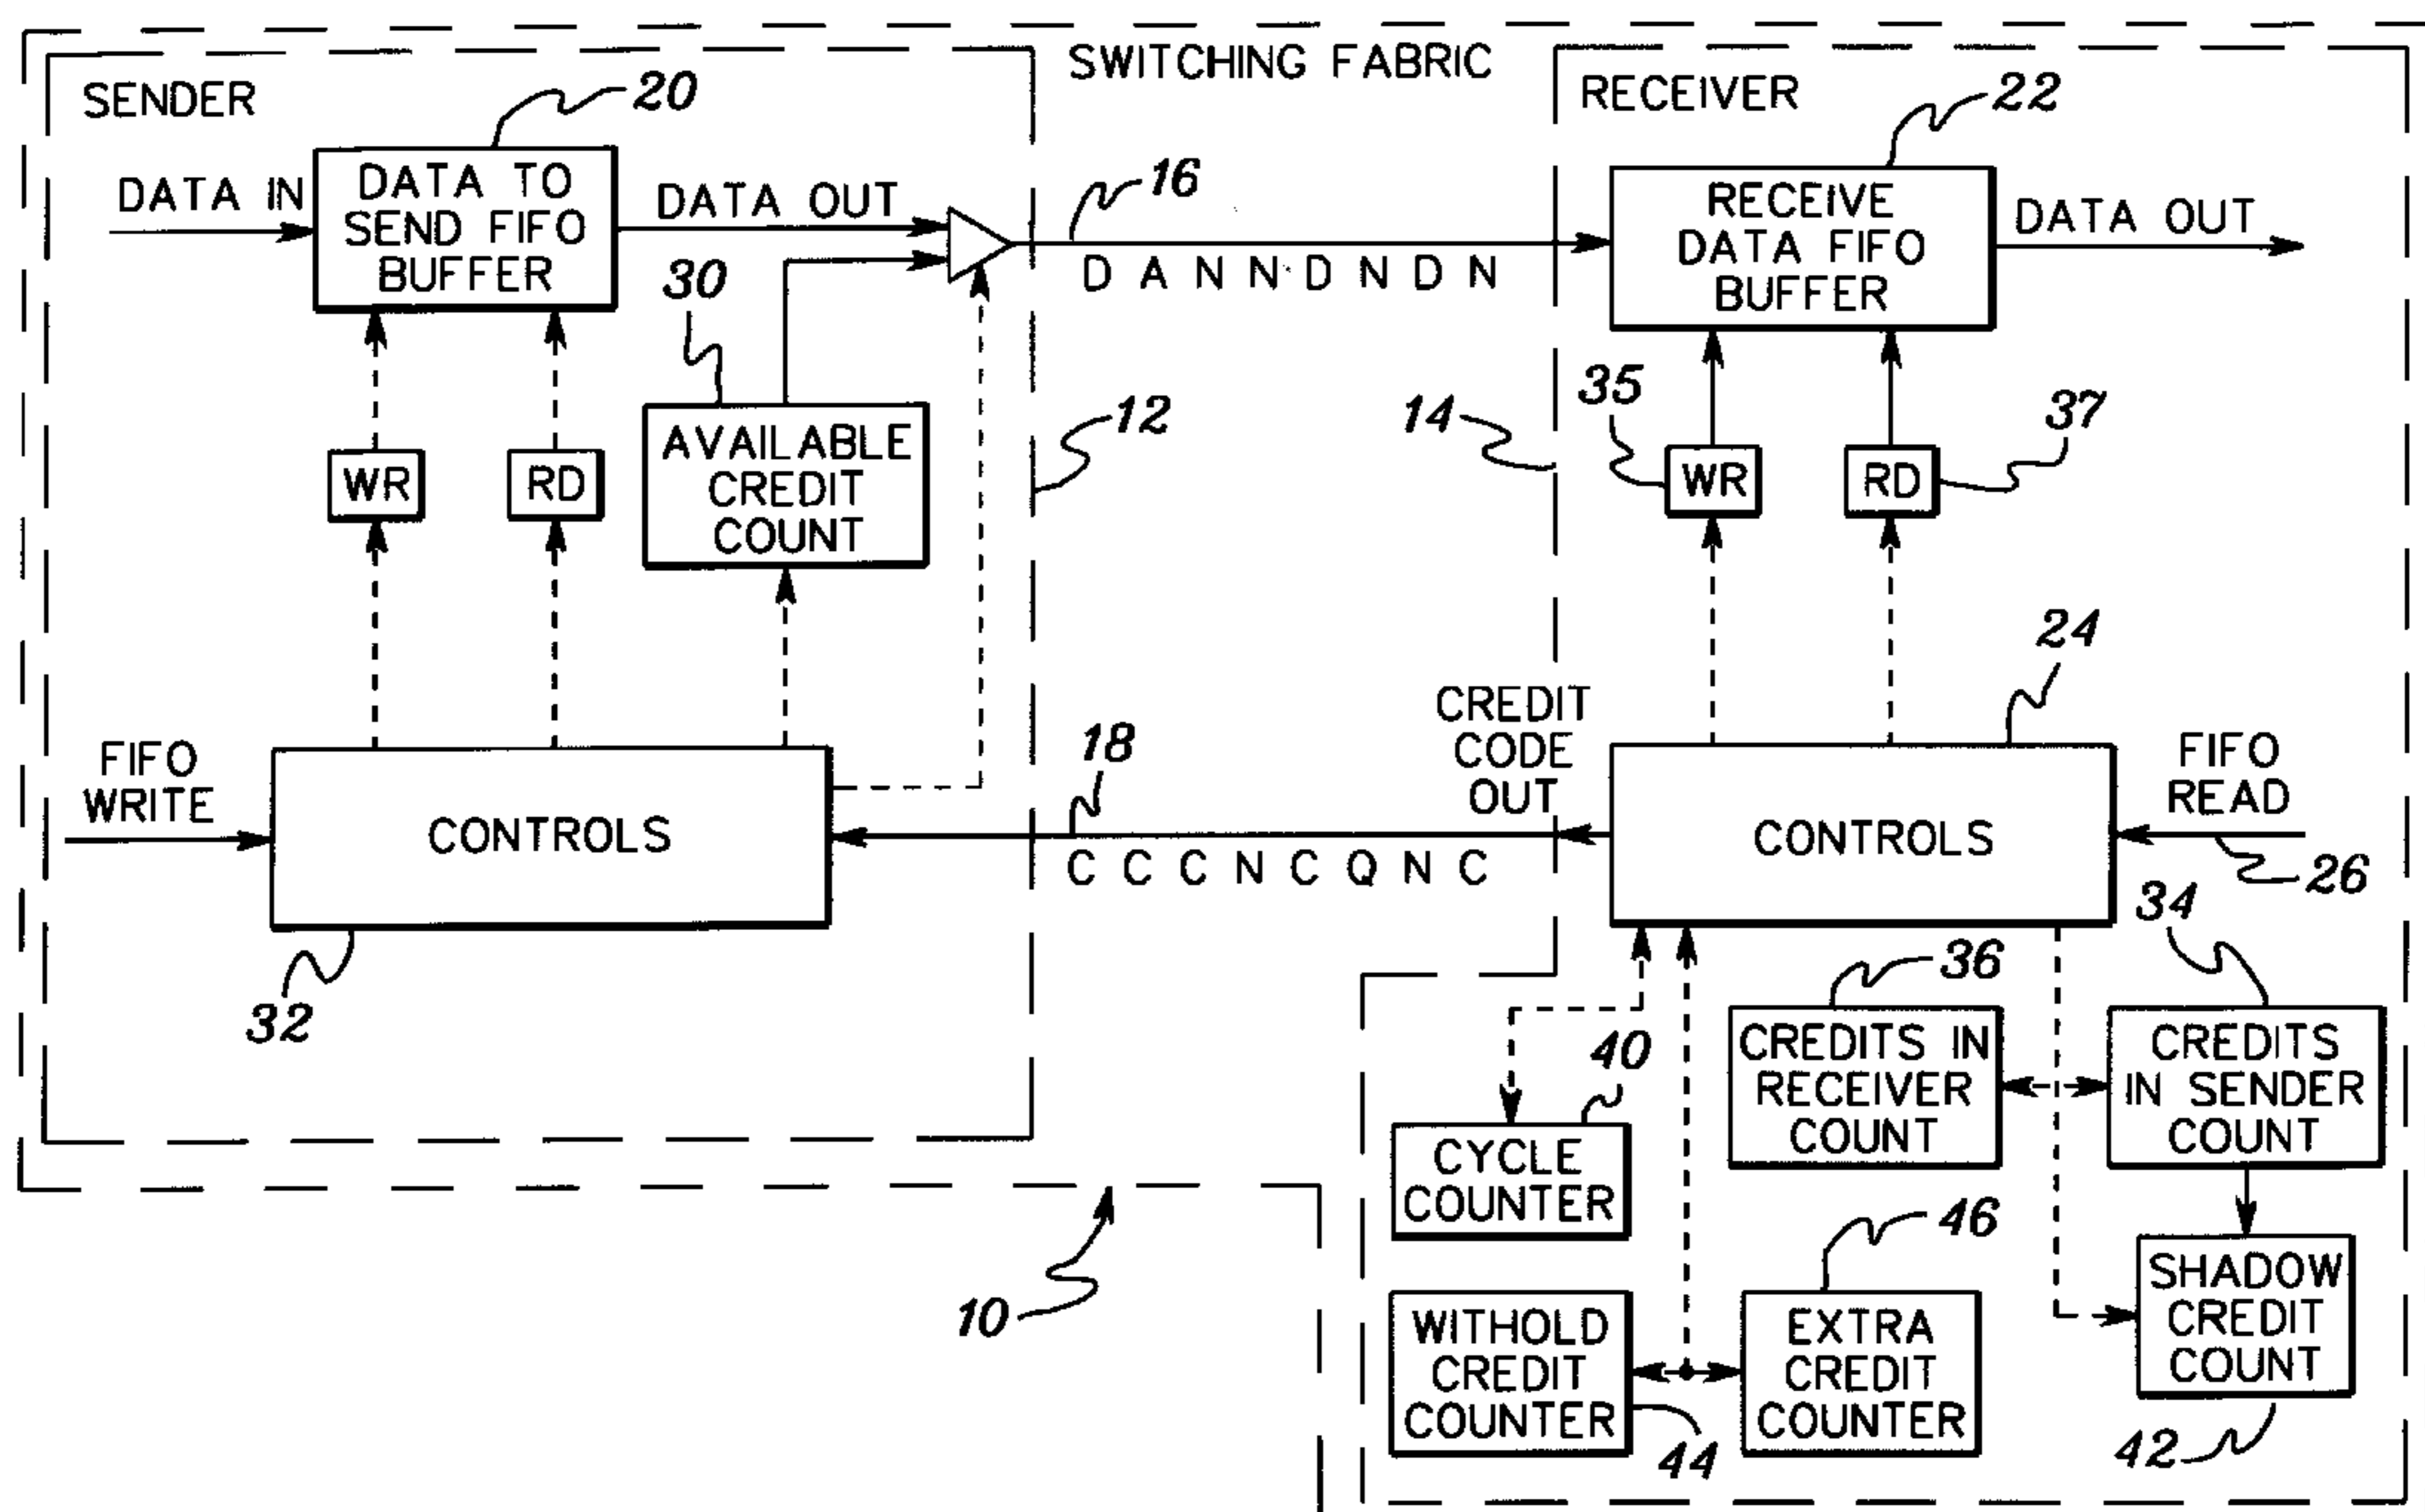 SWITCHING FABRIC
SENDER
20
DATA IN
DATA TO
SEND FIFO
BUFFER
DATA OUT
30
AVAILABLE
CREDIT
COUNT
WR
RD
12
FIFO
WRITE
CONTROLS
32
16
D A N N D N D N
18
C C C N C Q N C
10
RECEIVER
22
RECEIVE
DATA FIFO
BUFFER
DATA OUT
14
35
WR
RD
37
24
CREDIT
CODE
OUT
CONTROLS
FIFO
READ
26
34
36
CREDITS IN
RECEIVER
COUNT
CREDITS
IN SENDER
COUNT
40
CYCLE
COUNTER
46
WITHOLD
CREDIT
COUNTER
44
EXTRA
CREDIT
COUNTER
SHADOW
CREDIT
COUNT
42